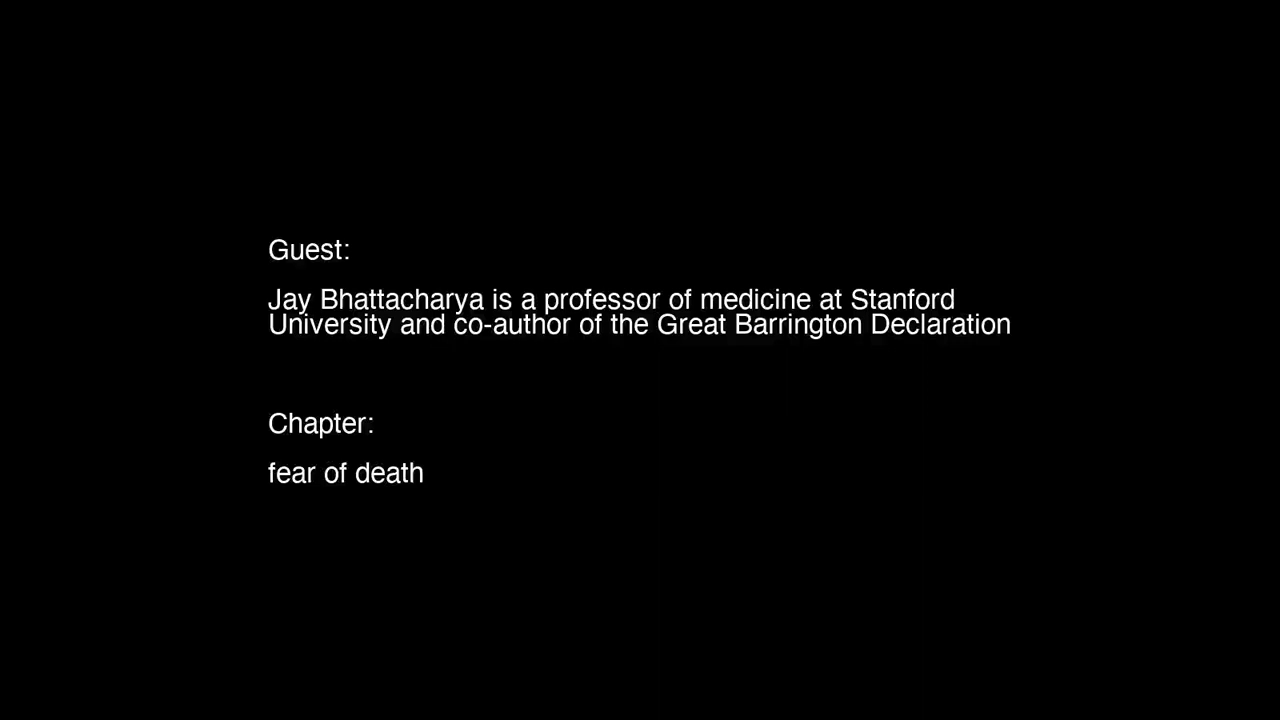 Guest:
Jay Bhattacharya is a professor of medicine at Stanford
University and co-author of the Great Barrington Declaration
Chapter:
fear of death